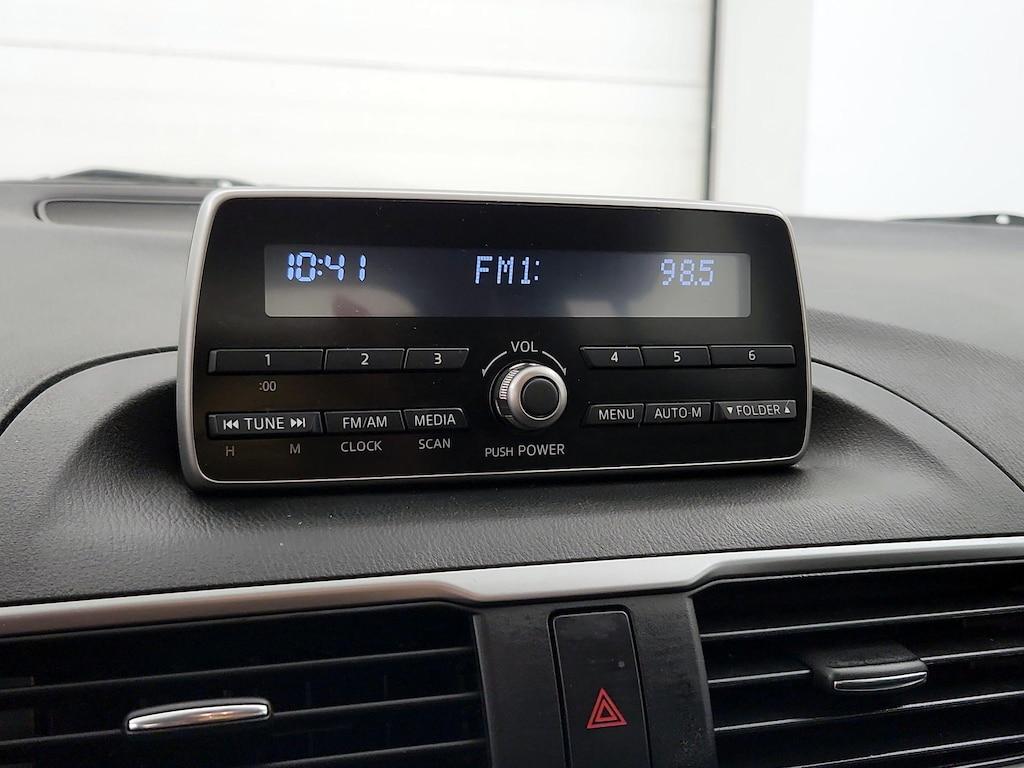 10:41 FM1: 98.5
VOL
1 2 3 4 5 6
:00
⏮ TUNE ⏭ FM/AM MEDIA MENU AUTO-M ▼ FOLDER ▲
H M CLOCK SCAN PUSH POWER